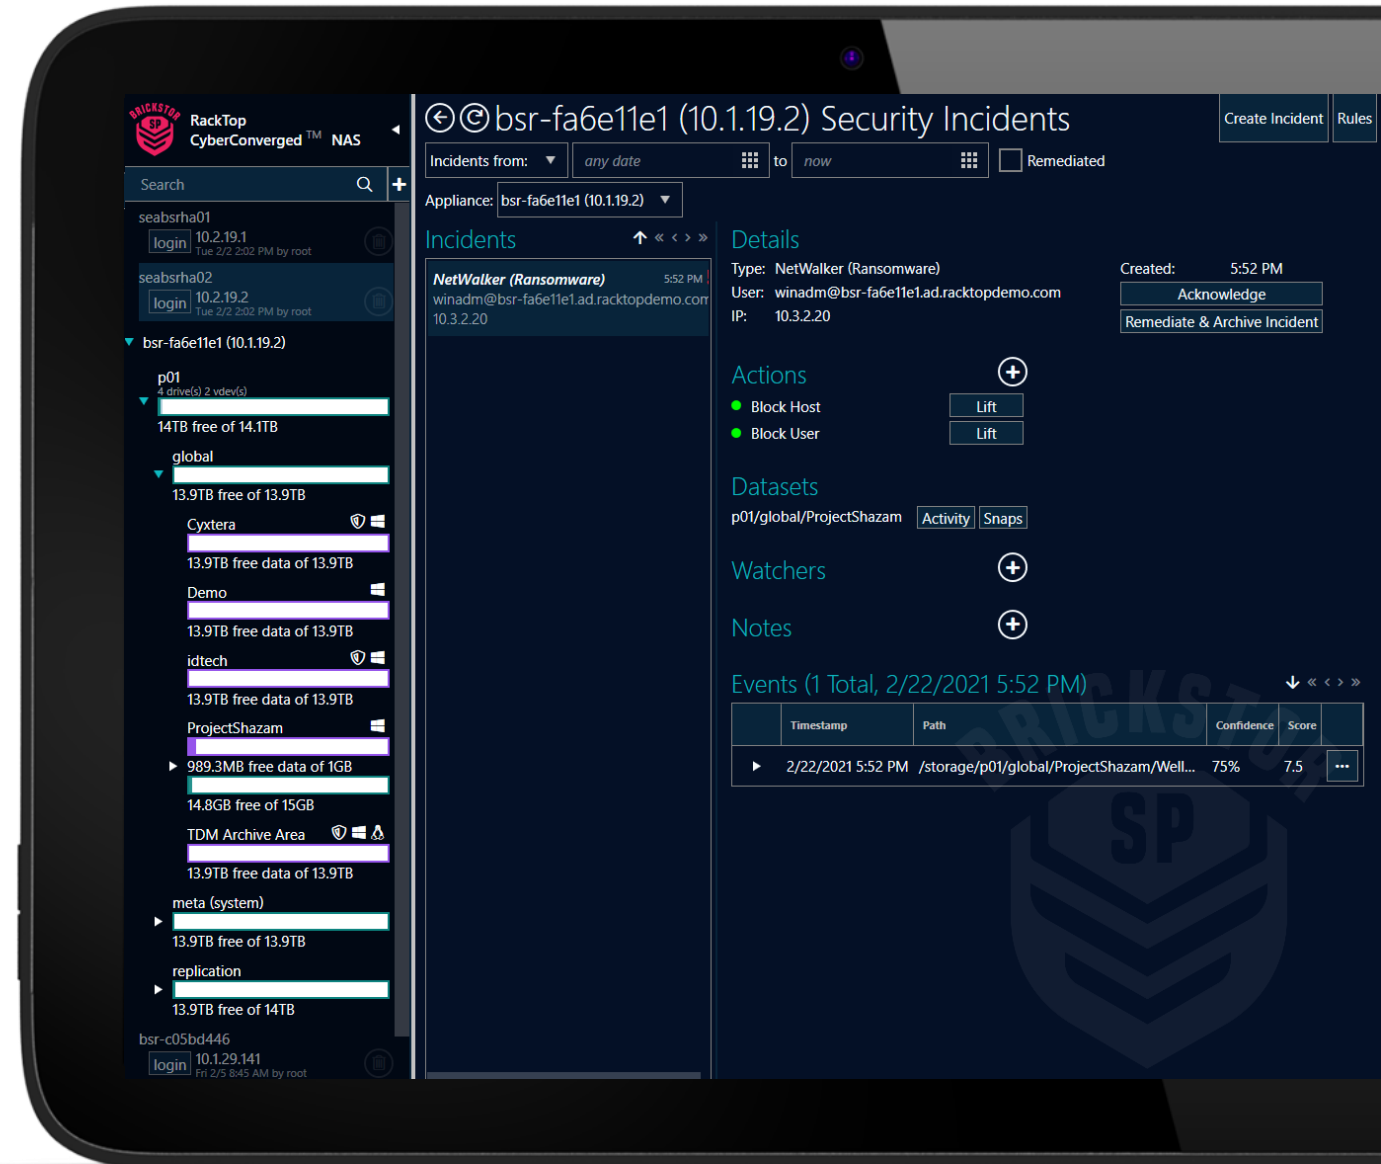 BRICKSTOR
SP
RackTop
CyberConverged TM NAS
Search
seabsrha01
login 10.2.19.1
Tue 2/2 2:02 PM by root
seabsrha02
login 10.2.19.2
Tue 2/2 2:02 PM by root
bsr-fa6e11e1 (10.1.19.2)
p01
4 drive(s) 2 vdev(s)
14TB free of 14.1TB
global
13.9TB free of 13.9TB
Cyxtera
13.9TB free data of 13.9TB
Demo
13.9TB free data of 13.9TB
idtech
13.9TB free data of 13.9TB
ProjectShazam
989.3MB free data of 1GB
14.8GB free of 15GB
TDM Archive Area
13.9TB free data of 13.9TB
meta (system)
13.9TB free of 13.9TB
replication
13.9TB free of 14TB
bsr-c05bd446
login 10.1.29.141
Fri 2/5 8:45 AM by root
bsr-fa6e11e1 (10.1.19.2) Security Incidents
Create Incident Rules
Incidents from: any date to now Remediated
Appliance: bsr-fa6e11e1 (10.1.19.2)
Incidents
NetWalker (Ransomware) 5:52 PM
winadm@bsr-fa6e11e1.ad.racktopdemo.com
10.3.2.20
Details
Type: NetWalker (Ransomware)
User: winadm@bsr-fa6e11e1.ad.racktopdemo.com
IP: 10.3.2.20
Created: 5:52 PM
Acknowledge
Remediate & Archive Incident
Actions
Block Host Lift
Block User Lift
Datasets
p01/global/ProjectShazam Activity Snaps
Watchers
Notes
Events (1 Total, 2/22/2021 5:52 PM)
Timestamp Path Confidence Score
2/22/2021 5:52 PM /storage/p01/global/ProjectShazam/Well... 75% 7.5 ...
BRICKSTOR
SP